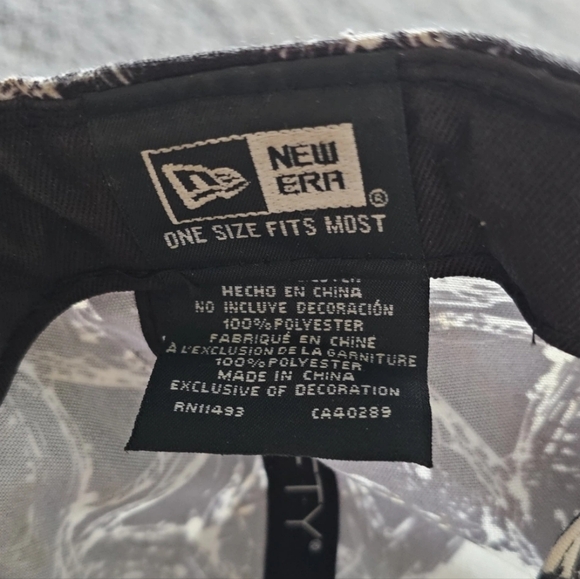 NEW
ERA®
ONE SIZE FITS MOST
HECHO EN CHINA
NO INCLUYE DECORACIÓN
100% POLYESTER
FABRIQUÉ EN CHINE
A L'EXCLUSION DE LA GARNITURE
100% POLYESTER
MADE IN CHINA
EXCLUSIVE OF DECORATION
RN11493 CA40289
FTY®